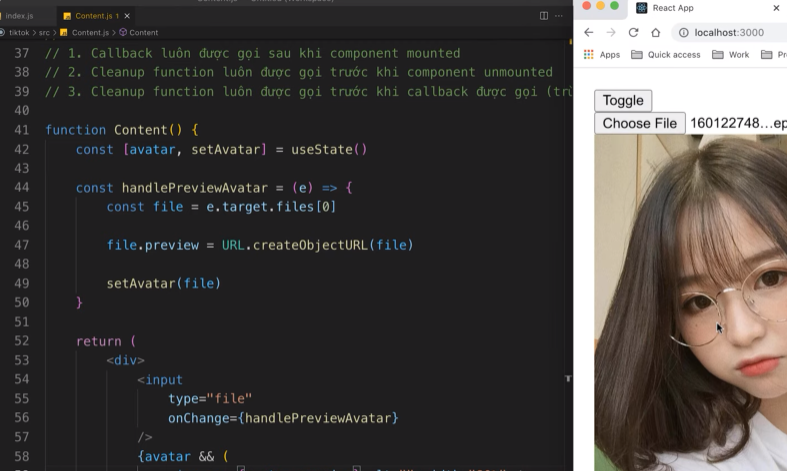 index.js
Content.js 1
React App
tiktok > src > Content.js > Content
localhost:3000
Apps Quick access Work
37 // 1. Callback luôn được gọi sau khi component mounted
38 // 2. Cleanup function luôn được gọi trước khi component unmounted
39 // 3. Cleanup function luôn được gọi trước khi callback được gọi
40
41 function Content() {
42 const [avatar, setAvatar] = useState()
43
44 const handlePreviewAvatar = (e) => {
45 const file = e.target.files[0]
46
47 file.preview = URL.createObjectURL(file)
48
49 setAvatar(file)
50 }
51
52 return (
53 <div>
54 <input
55 type="file"
56 onChange={handlePreviewAvatar}
57 />
58 {avatar && (
Toggle
Choose File 160122748...ep